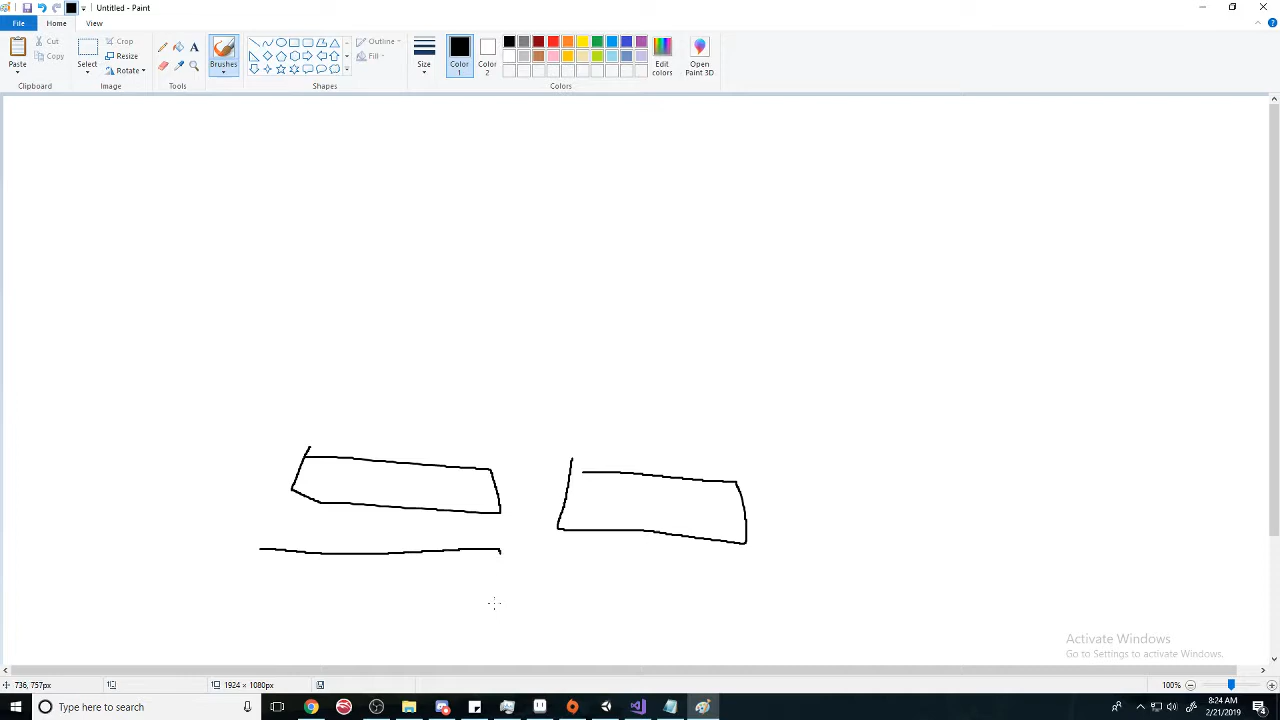 Untitled - Paint
File Home View
Paste
Cut
Copy
Clipboard
Select
Crop
Resize
Rotate
Image
A
Tools
Brushes
Outline
Fill
Shapes
Size
Color 1
Color 2
Edit colors
Open Paint 3D
Colors
Activate Windows
Go to Settings to activate Windows.
736, 757px
1924 × 1080px
100%
Type here to search
8:24 AM
2/21/2019